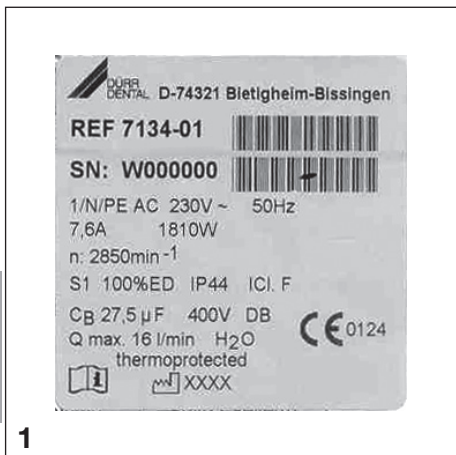 DÜRR
DENTAL D-74321 Bietigheim-Bissingen
REF 7134-01
SN: W000000
1/N/PE AC 230V ~ 50Hz
7,6A 1810W
n: 2850min -1
S1 100%ED IP44 ICl. F
CB 27,5 µF 400V DB
CE 0124
Q max. 16 l/min H2O
thermoprotected
i XXXX
1